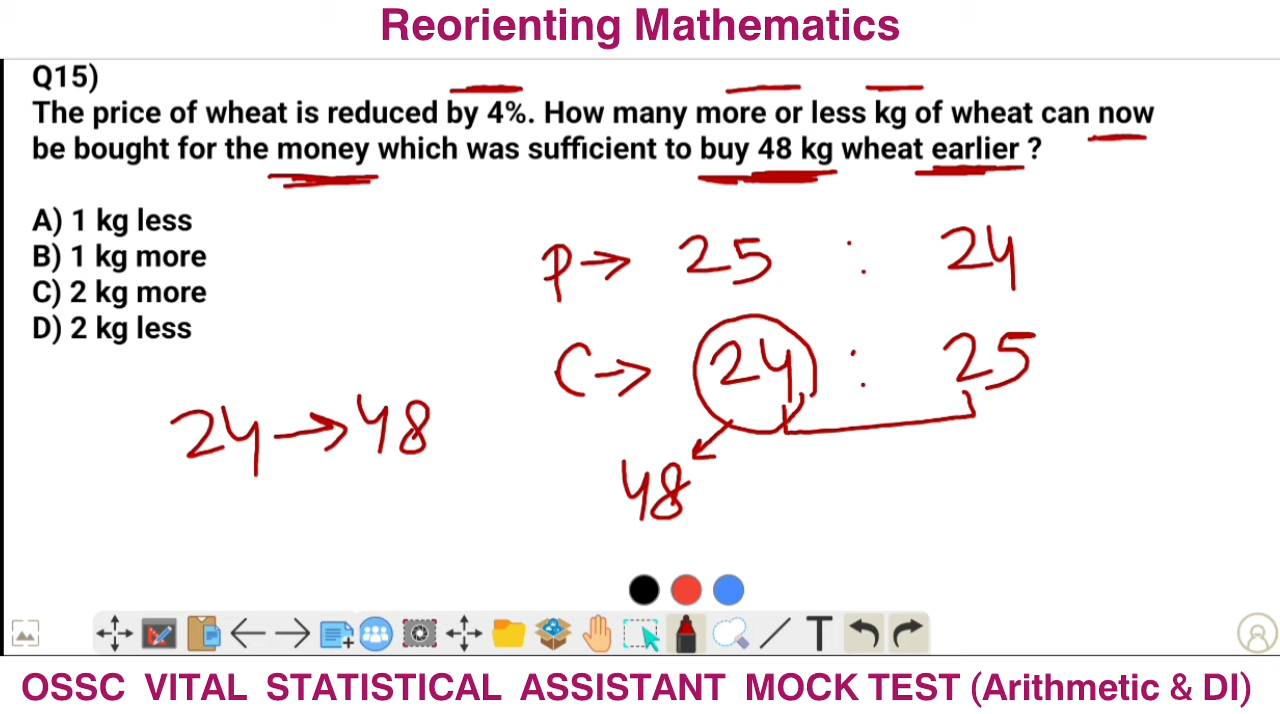 Reorienting Mathematics
Q15)
The price of wheat is reduced by 4%. How many more or less kg of wheat can now
be bought for the money which was sufficient to buy 48 kg wheat earlier ?
A) 1 kg less
B) 1 kg more
C) 2 kg more
D) 2 kg less
P→ 25 : 24
C→ 24 : 25
24→48
48
T
OSSC VITAL STATISTICAL ASSISTANT MOCK TEST (Arithmetic & DI)